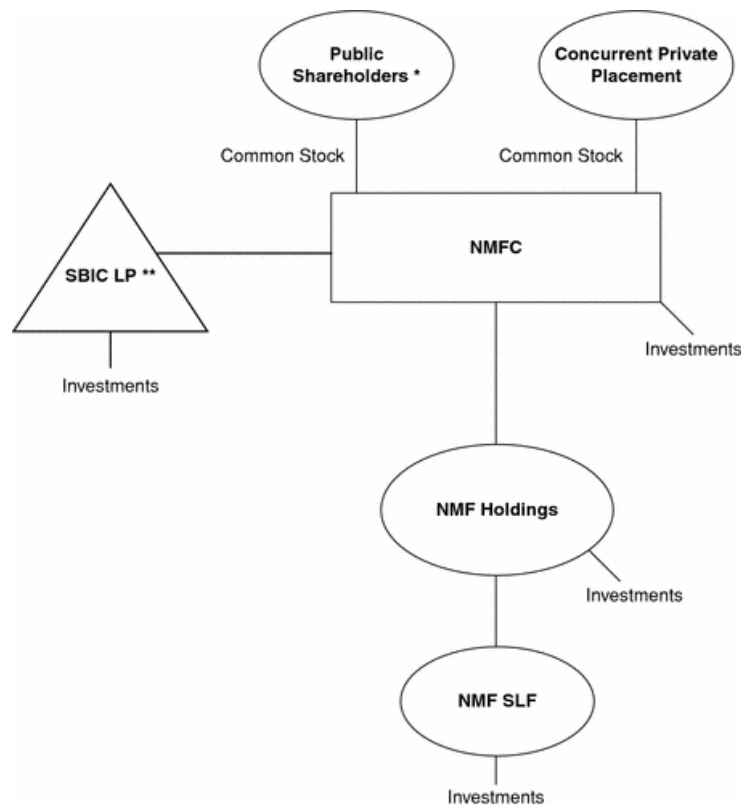 Public
Shareholders *
Concurrent Private
Placement
Common Stock
Common Stock
NMFC
SBIC LP **
Investments
Investments
NMF Holdings
Investments
NMF SLF
Investments